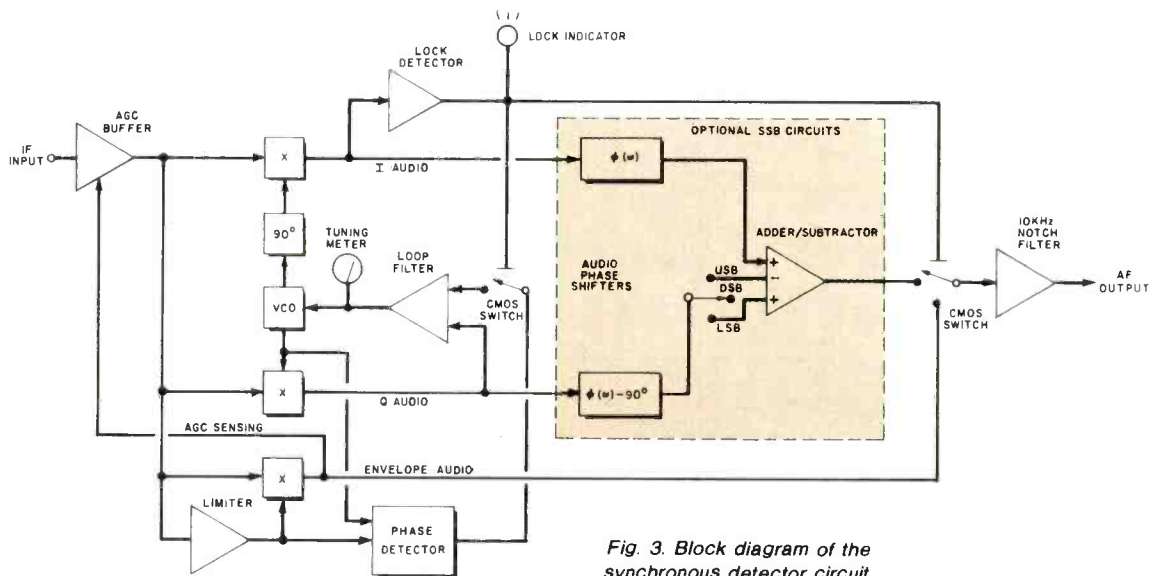 LOCK INDICATOR
LOCK
DETECTOR
AGC
BUFFER
IF
INPUT
X
I AUDIO
OPTIONAL SSB CIRCUITS
ϕ(ω)
90°
TUNING
METER
LOOP
FILTER
VCO
CMOS
SWITCH
AUDIO
PHASE
SHIFTERS
ADDER/SUBTRACTOR
USB
DSB
LSB
+
−
+
10KHz
NOTCH
FILTER
AF
OUTPUT
CMOS
SWITCH
X
Q AUDIO
ϕ(ω)-90°
AGC SENSING
X
ENVELOPE AUDIO
LIMITER
PHASE
DETECTOR
Fig. 3. Block diagram of the
synchronous detector circuit